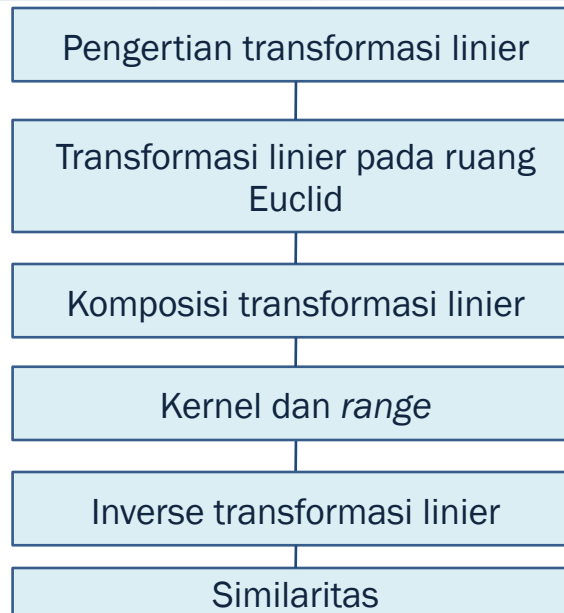 Pengertian transformasi linier
Transformasi linier pada ruang
Euclid
Komposisi transformasi linier
Kernel dan range
Inverse transformasi linier
Similaritas